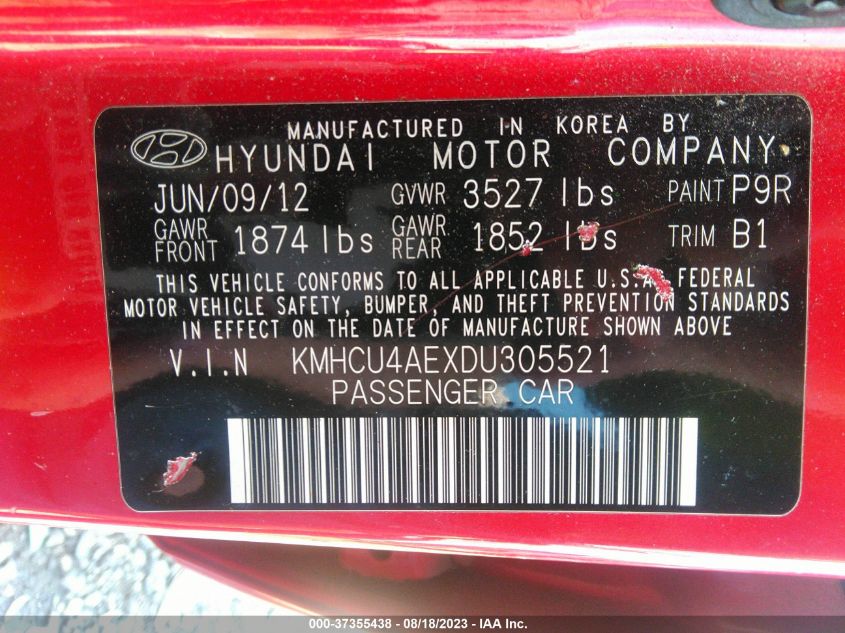 MANUFACTURED IN KOREA BY
HYUNDAI MOTOR COMPANY
JUN/09/12 GVWR 3527 lbs PAINT P9R
GAWR FRONT 1874 lbs GAWR REAR 1852 lbs TRIM B1
THIS VEHICLE CONFORMS TO ALL APPLICABLE U.S.A. FEDERAL
MOTOR VEHICLE SAFETY, BUMPER, AND THEFT PREVENTION STANDARDS
IN EFFECT ON THE DATE OF MANUFACTURE SHOWN ABOVE
V.I.N KMHCU4AEXDU305521
PASSENGER CAR
000-37355438 - 08/18/2023 - IAA Inc.